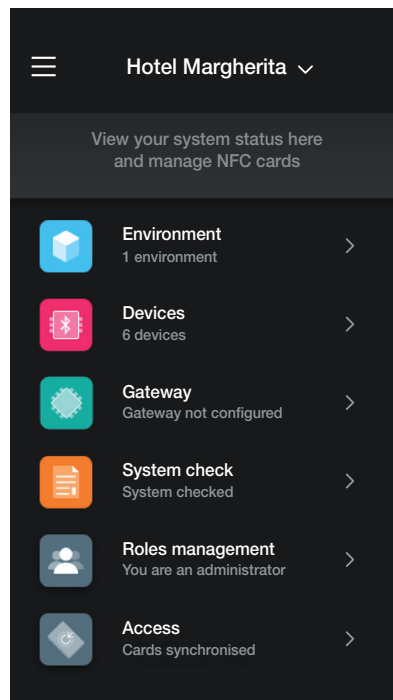 Hotel Margherita
View your system status here
and manage NFC cards
Environment
1 environment
Devices
6 devices
Gateway
Gateway not configured
System check
System checked
Roles management
You are an administrator
Access
Cards synchronised